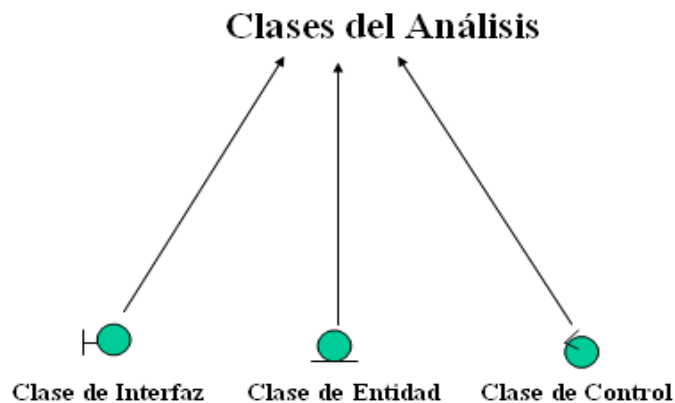 Clases del Análisis
Clase de Interfaz
Clase de Entidad
Clase de Control